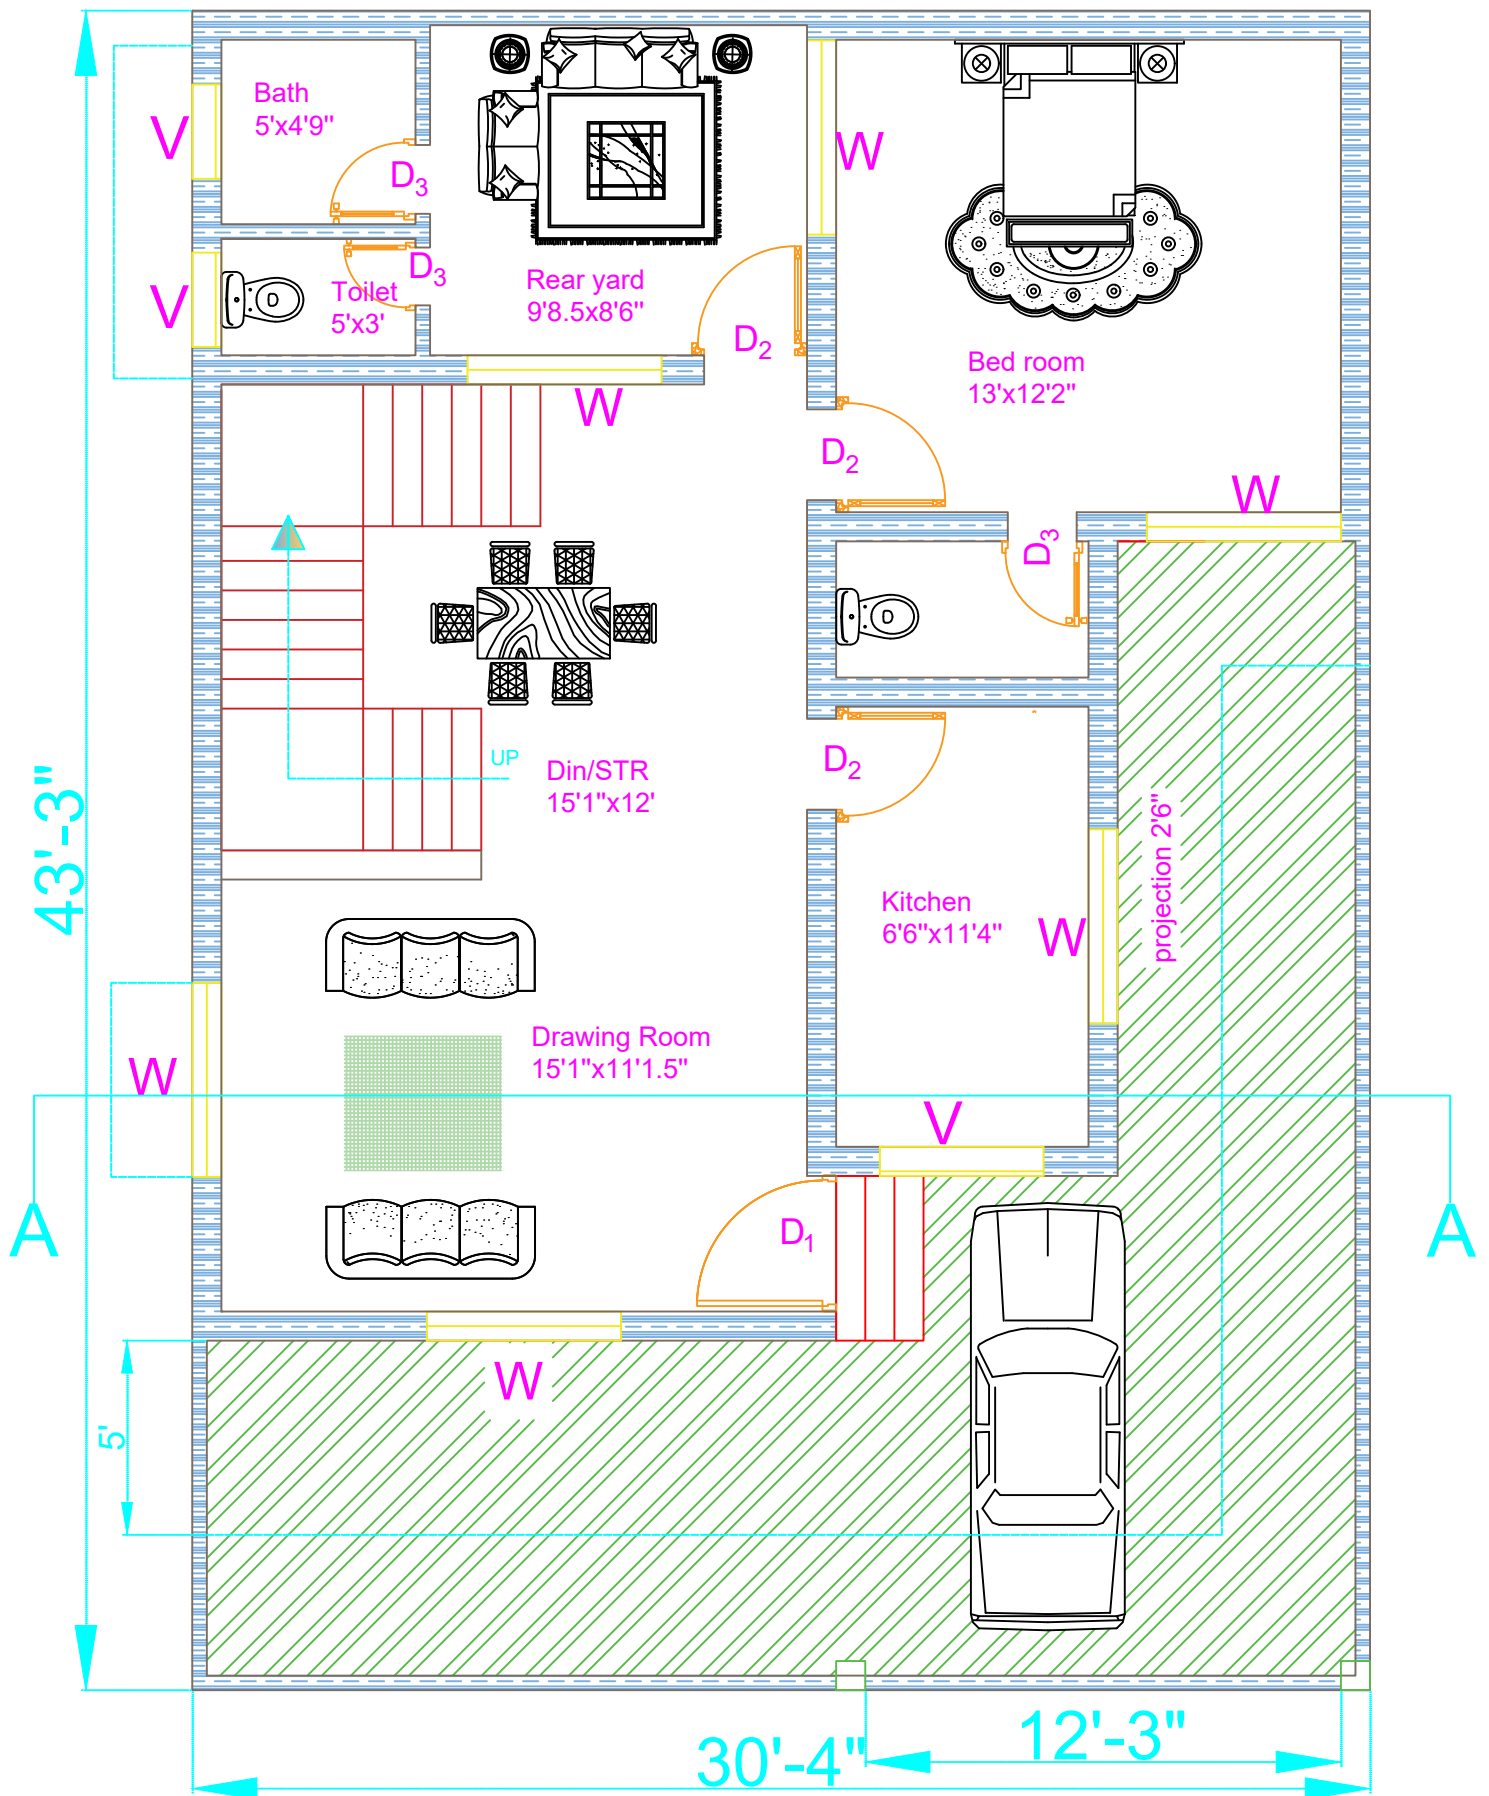 Bath
5'x4'9"
V
D3
W
V
D3
Toilet
5'x3'
Rear yard
9'8.5x8'6"
D2
Bed room
13'x12'2"
W
D2
W
D3
UP
Din/STR
15'1"x12'
D2
43'-3"
projection 2'6"
Kitchen
6'6"x11'4"
W
Drawing Room
15'1"x11'1.5"
W
V
A
D1
A
W
5'
12'-3"
30'-4"